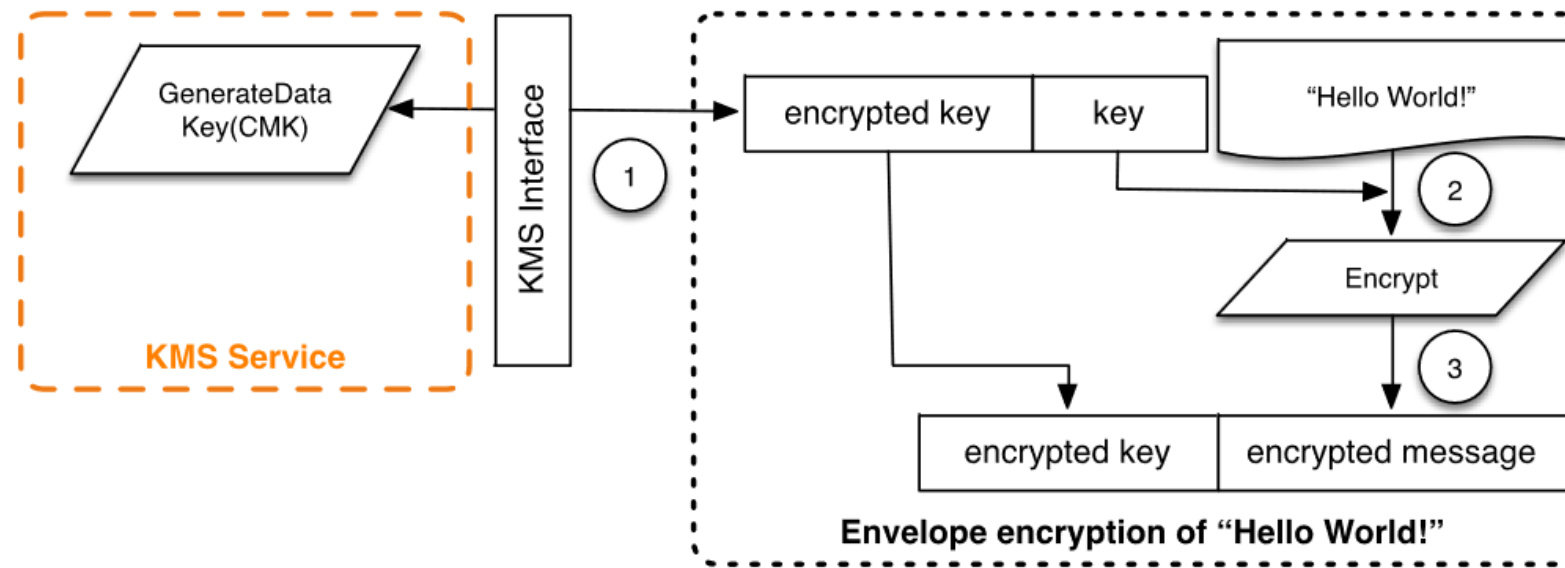 GenerateData
Key(CMK)
KMS Service
KMS Interface
1
encrypted key
key
“Hello World!”
2
Encrypt
3
encrypted key
encrypted message
Envelope encryption of “Hello World!”